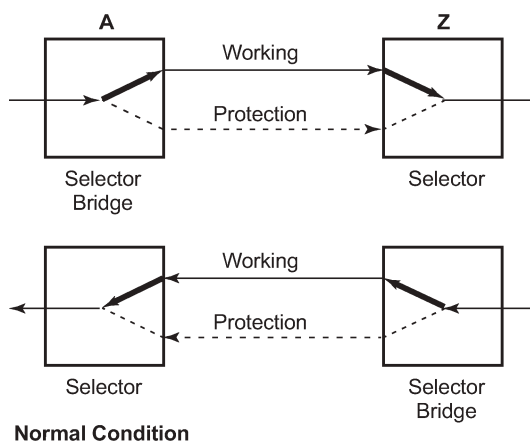 A
Z
Working
Protection
Selector
Bridge
Selector
Working
Protection
Selector
Selector
Bridge
Normal Condition